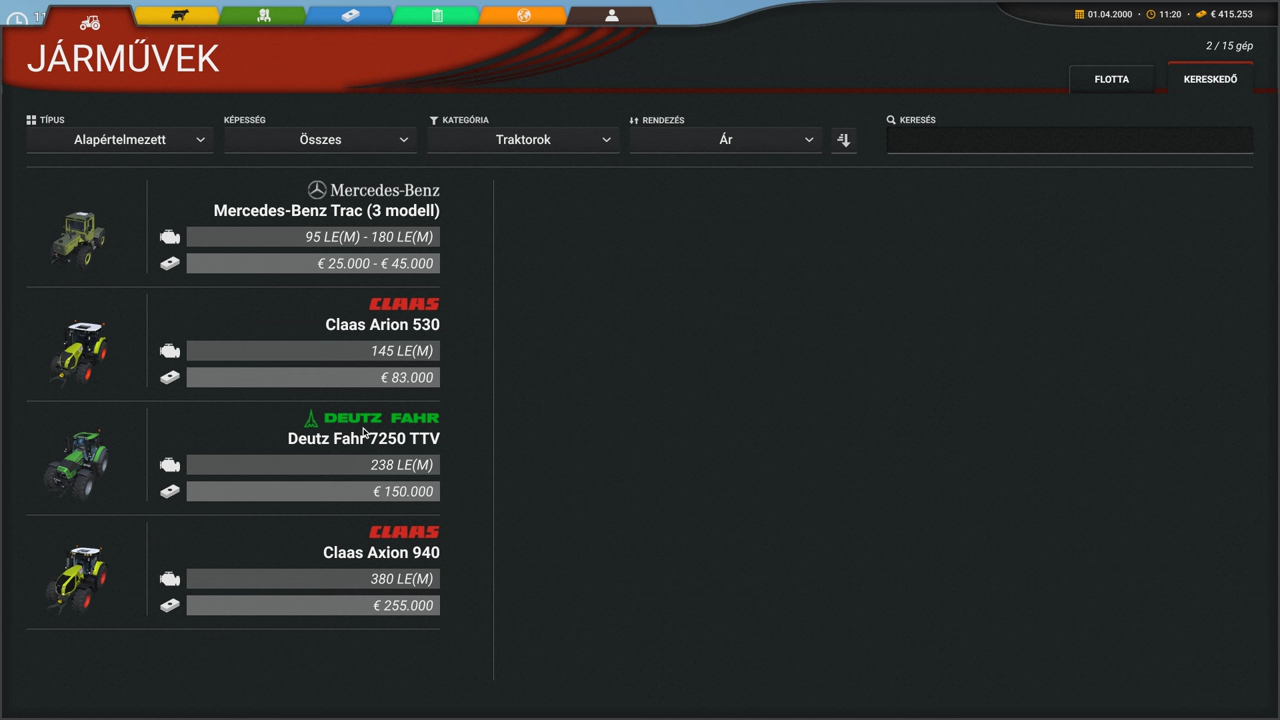 01.04.2000 • 11:20 • € 415.253
JÁRMŰVEK
2 / 15 gép
FLOTTA
KERESKEDŐ
TÍPUS
Alapértelmezett
KÉPESSÉG
Összes
KATEGÓRIA
Traktorok
RENDEZÉS
Ár
KERESÉS
Mercedes-Benz
Mercedes-Benz Trac (3 modell)
95 LE(M) - 180 LE(M)
€ 25.000 - € 45.000
CLAAS
Claas Arion 530
145 LE(M)
€ 83.000
DEUTZ FAHR
Deutz Fahr 7250 TTV
238 LE(M)
€ 150.000
CLAAS
Claas Axion 940
380 LE(M)
€ 255.000